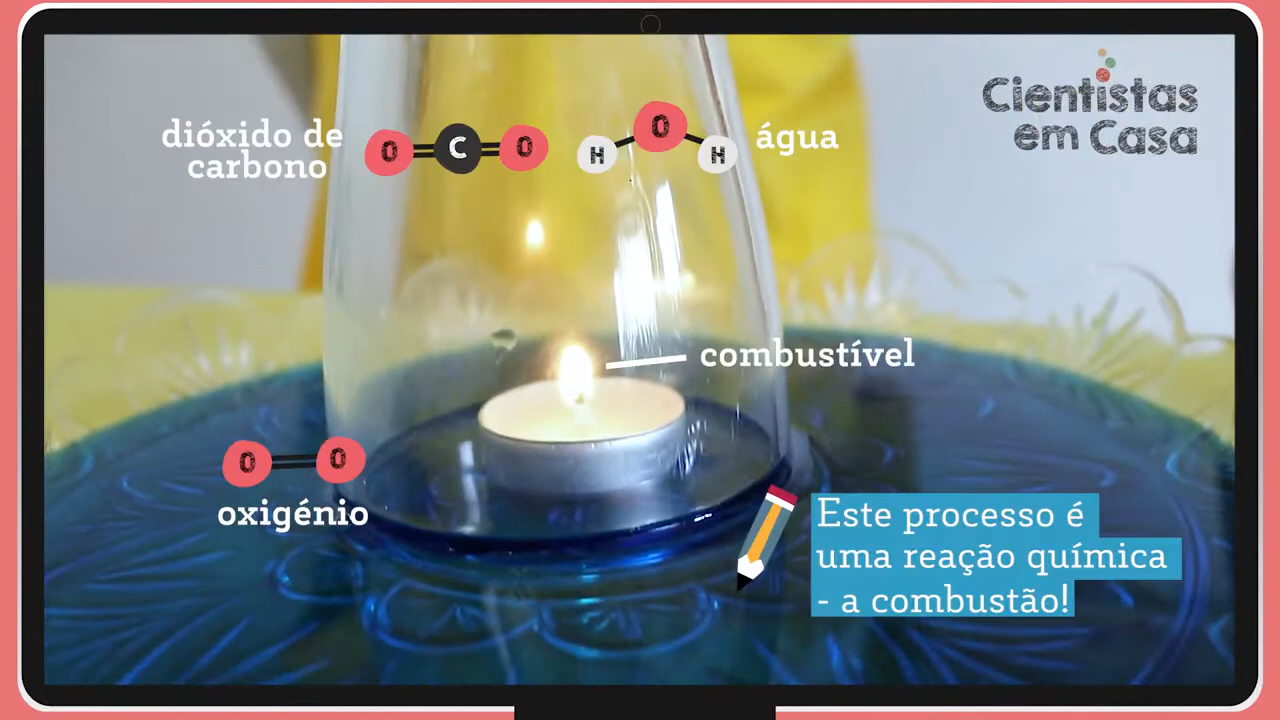 Cientistas
em Casa
dióxido de
carbono
O C O
H O H
água
combustível
O O
oxigénio
Este processo é
uma reação química
- a combustão!